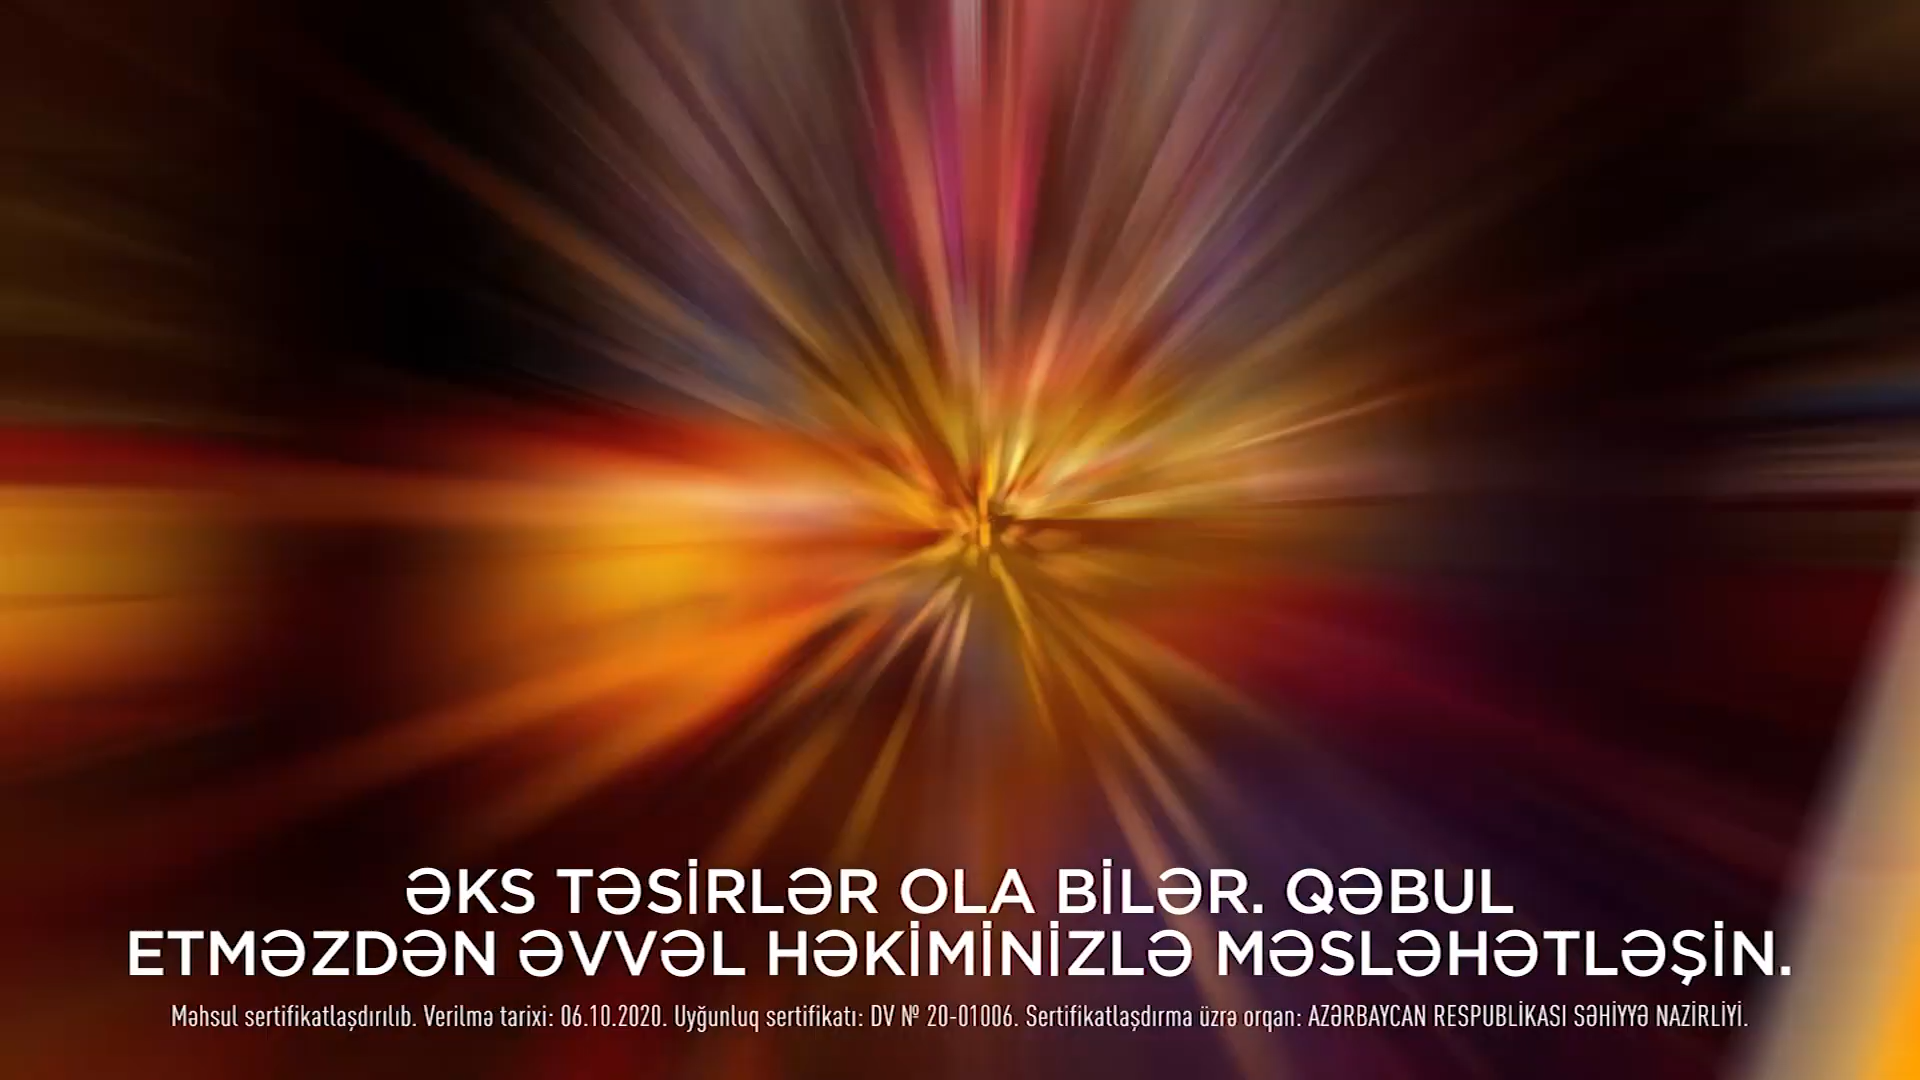 ƏKS TƏSİRLƏR OLA BİLƏR. QƏBUL
ETMƏZDƏN ƏVVƏL HƏKİMİNİZLƏ MƏSLƏHƏTLƏŞİN.
Məhsul sertifikatlaşdırılıb. Verilmə tarixi: 06.10.2020. Uyğunluq sertifikatı: DV № 20-01006. Sertifikatlaşdırma üzrə orqan: AZƏRBAYCAN RESPUBLİKASI SƏHİYYƏ NAZİRLİYİ.